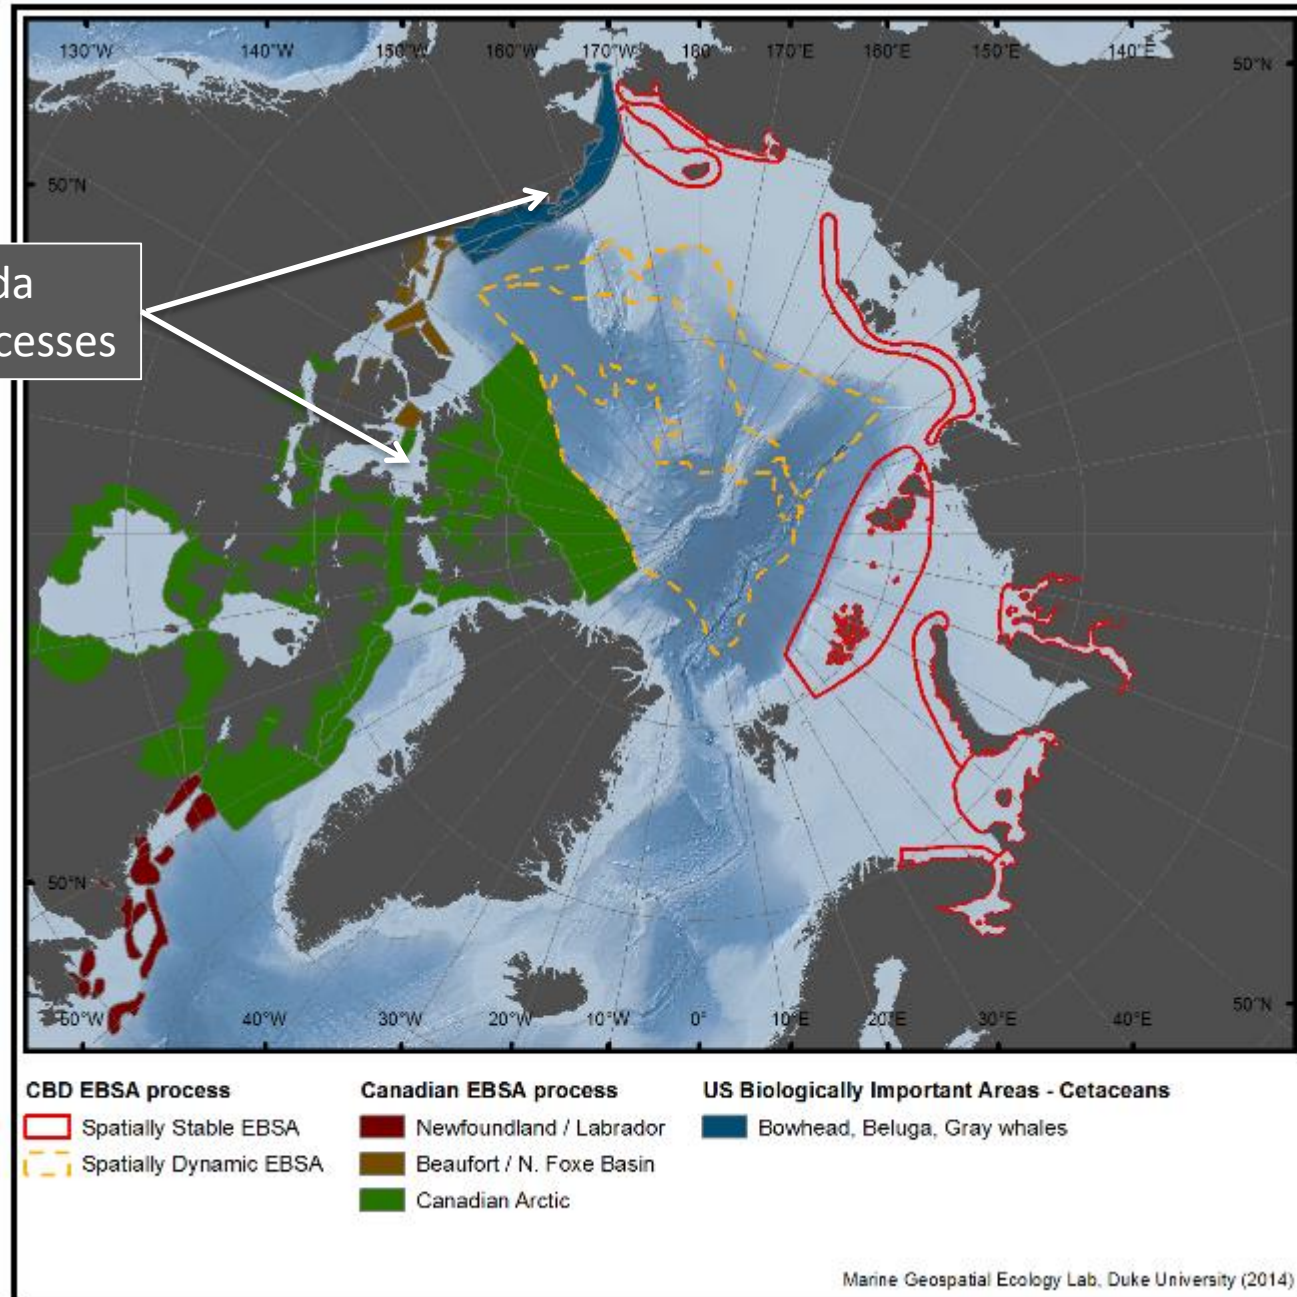 130°W 140°W 150°W 160°W 170°W 180° 170°E 160°E 150°E 140°E
50°N
50°N
da
cesses
50°N
50°N
50°W 40°W 30°W 20°W 10°W 0° 10°E 20°E 30°E 40°E
CBD EBSA process
Spatially Stable EBSA
Spatially Dynamic EBSA
Canadian EBSA process
Newfoundland / Labrador
Beaufort / N. Foxe Basin
Canadian Arctic
US Biologically Important Areas - Cetaceans
Bowhead, Beluga, Gray whales
Marine Geospatial Ecology Lab, Duke University (2014)